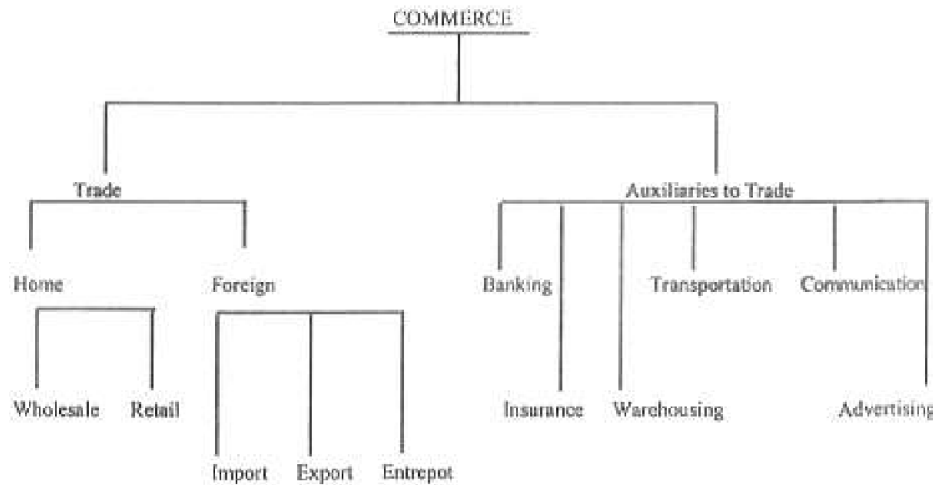 COMMERCE
Trade Auxiliaries to Trade
Home Foreign Banking Transportation Communication
Wholesale Retail Insurance Warehousing Advertising
Import Export Entrepot